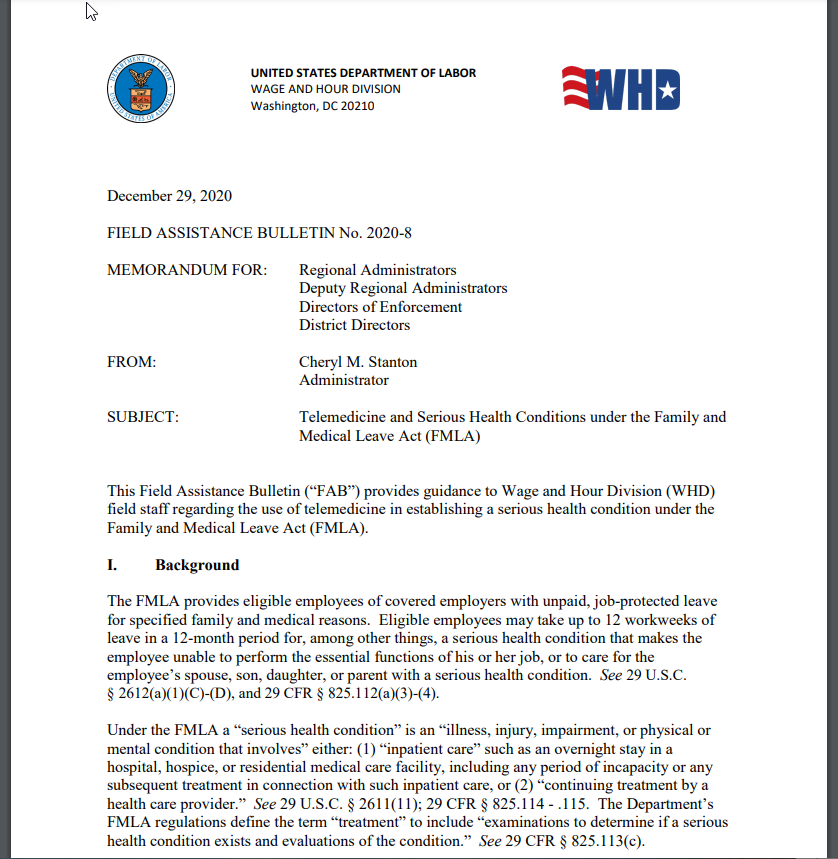 DEPARTMENT OF LABOR
UNITED STATES OF AMERICA
UNITED STATES DEPARTMENT OF LABOR
WAGE AND HOUR DIVISION
Washington, DC 20210
WHD
December 29, 2020
FIELD ASSISTANCE BULLETIN No. 2020-8
MEMORANDUM FOR: Regional Administrators
Deputy Regional Administrators
Directors of Enforcement
District Directors
FROM: Cheryl M. Stanton
Administrator
SUBJECT: Telemedicine and Serious Health Conditions under the Family and
Medical Leave Act (FMLA)
This Field Assistance Bulletin (“FAB”) provides guidance to Wage and Hour Division (WHD)
field staff regarding the use of telemedicine in establishing a serious health condition under the
Family and Medical Leave Act (FMLA).
I. Background
The FMLA provides eligible employees of covered employers with unpaid, job-protected leave
for specified family and medical reasons.  Eligible employees may take up to 12 workweeks of
leave in a 12-month period for, among other things, a serious health condition that makes the
employee unable to perform the essential functions of his or her job, or to care for the
employee’s spouse, son, daughter, or parent with a serious health condition.  See 29 U.S.C.
§ 2612(a)(1)(C)-(D), and 29 CFR § 825.112(a)(3)-(4).
Under the FMLA a “serious health condition” is an “illness, injury, impairment, or physical or
mental condition that involves” either: (1) “inpatient care” such as an overnight stay in a
hospital, hospice, or residential medical care facility, including any period of incapacity or any
subsequent treatment in connection with such inpatient care, or (2) “continuing treatment by a
health care provider.”  See 29 U.S.C. § 2611(11); 29 CFR § 825.114 - .115.  The Department’s
FMLA regulations define the term “treatment” to include “examinations to determine if a serious
health condition exists and evaluations of the condition.”  See 29 CFR § 825.113(c).